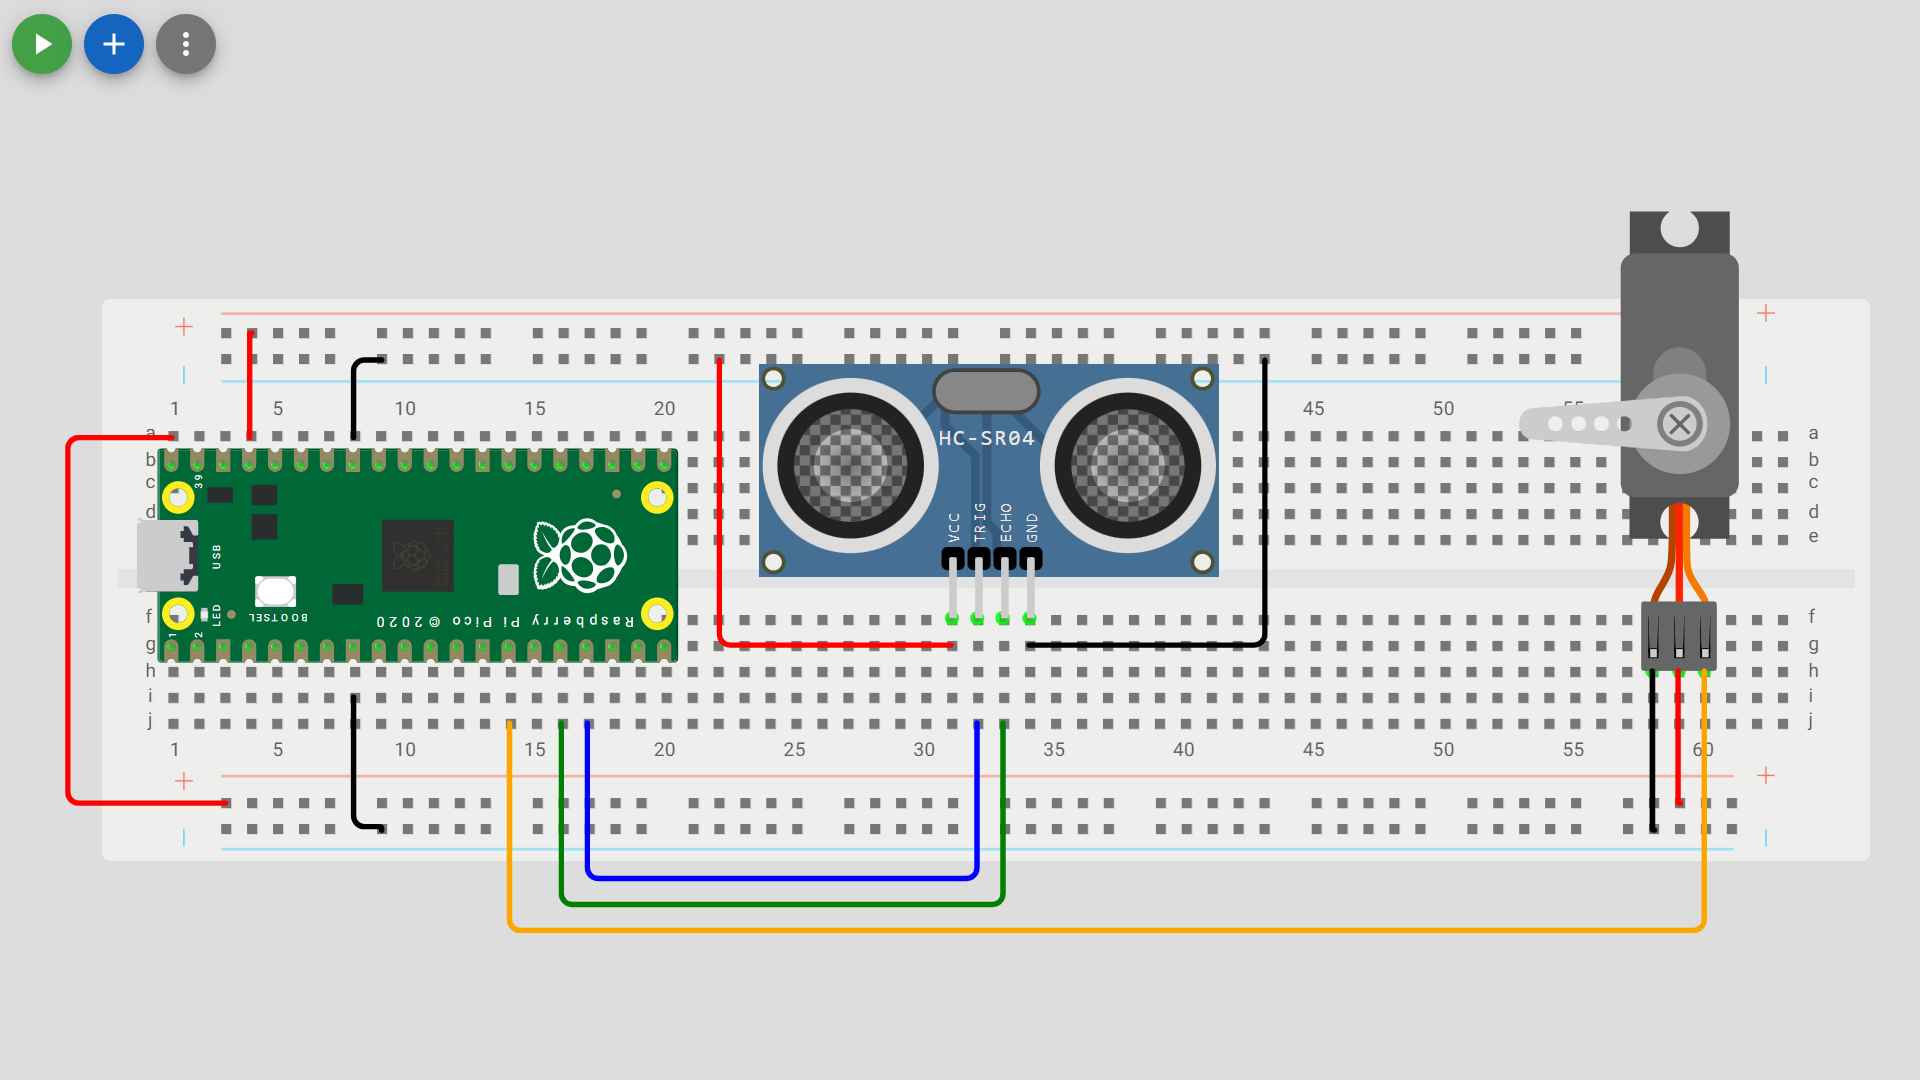 + +
1 5 10 15 20 45 50 55
a a
b b
c c
d d
e
39
HC-SR04
VCC TRIG ECHO GND
USB
LED
BOOTSEL
Raspberry Pi Pico © 2020
1 2
f f
g g
h h
i i
j j
1 5 10 15 20 25 30 35 40 45 50 55 60
+ +